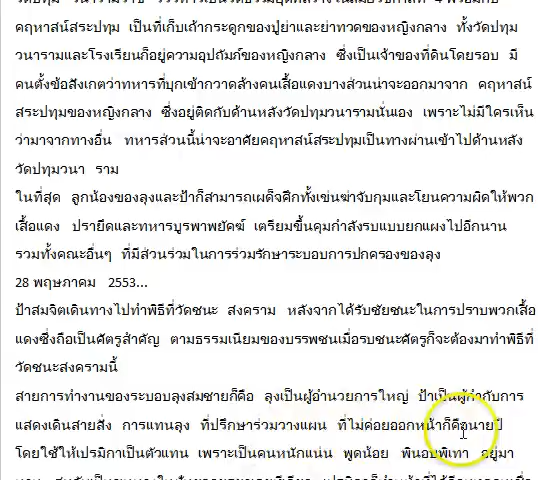 คฤหาสน์สระปทุม เป็นที่เก็บเถ้ากระดูกของปู่ย่าและย่าทวดของหญิงกลาง ทั้งวัดปทุม
วนารามและโรงเรียนก็อยู่ความอุปถัมภ์ของหญิงกลาง ซึ่งเป็นเจ้าของที่ดินโดยรอบ มี
คนตั้งข้อสังเกตว่าทหารที่บุกเข้ากวาดล้างคนเสื้อแดงบางส่วนน่าจะออกมาจาก คฤหาสน์
สระปทุมของหญิงกลาง ซึ่งอยู่ติดกับด้านหลังวัดปทุมวนารามนั่นเอง เพราะไม่มีใครเห็น
ว่ามาจากทางอื่น ทหารส่วนนี้น่าจะอาศัยคฤหาสน์สระปทุมเป็นทางผ่านเข้าไปด้านหลัง
วัดปทุมวนา ราม
ในที่สุด ลูกน้องของลุงและป้าก็สามารถเผด็จศึกทั้งเข่นฆ่าจับกุมและโยนความผิดให้พวก
เสื้อแดง ปรายีดและทหารบูรพาพยัคฆ์ เตรียมขึ้นคุมกำลังรบแบบยกแผงไปอีกนาน
รวมทั้งคณะอื่นๆ ที่มีส่วนร่วมในการร่วมรักษาระบอบการปกครองของลุง
28 พฤษภาคม 2553...
ป้าสมจิตเดินทางไปทำพิธีที่วัดชนะ สงคราม หลังจากได้รับชัยชนะในการปราบพวกเสื้อ
แดงซึ่งถือเป็นศัตรูสำคัญ ตามธรรมเนียมของบรรพชนเมื่อรบชนะศัตรูก็จะต้องมาทำพิธีที่
วัดชนะสงครามนี้
สายการทำงานของระบอบลุงสมชายก็คือ ลุงเป็นผู้อำนวยการใหญ่ ป้าเป็นผู้กำกับการ
แสดงเดินสายสั่ง การแทนลุง ที่ปรึกษาร่วมวางแผน ที่ไม่ค่อยออกหน้าก็คือนายปี
โดยใช้ให้เปรมิกาเป็นตัวแทน เพราะเป็นคนหนักแน่น พูดน้อย พินอบพิเทา อยู่มา